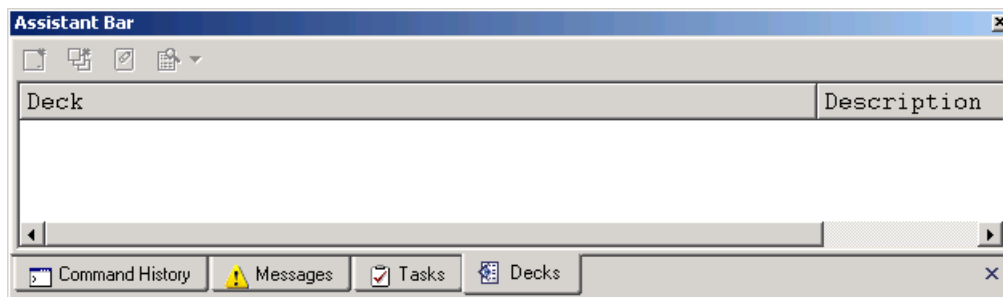 Assistant Bar
Deck Description
Command History Messages Tasks Decks